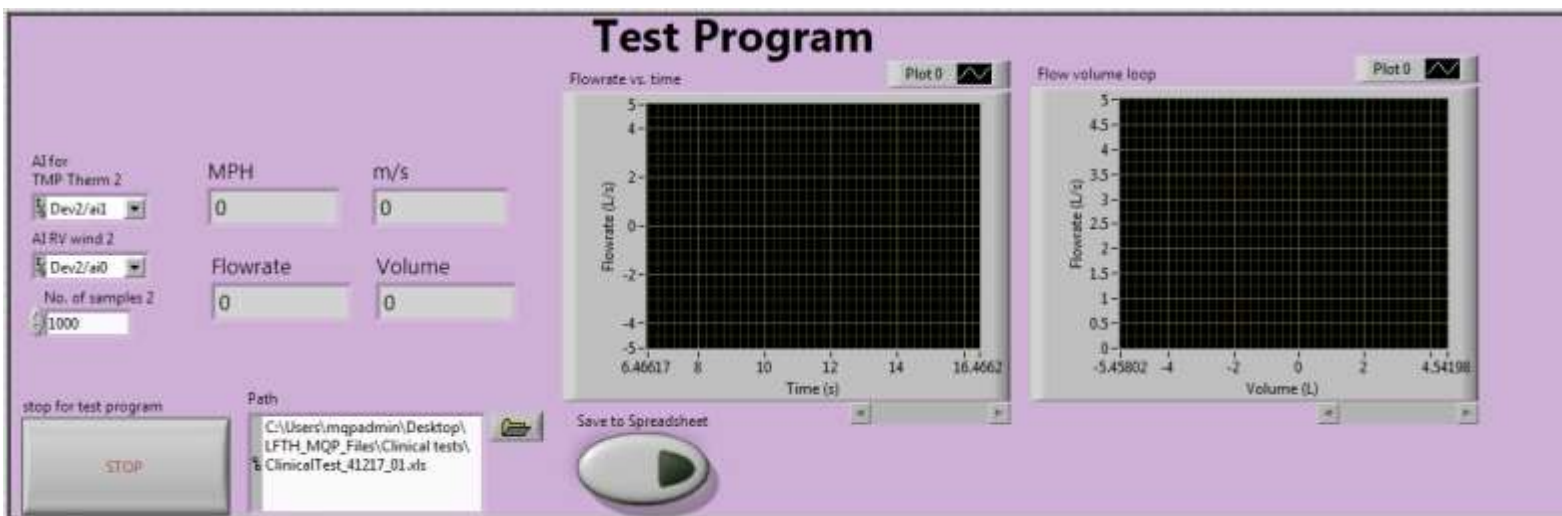 Test Program
AI for
TMP Therm 2
Dev2/ai1
AI RV wind 2
Dev2/ai0
No. of samples 2
1000
MPH
0
m/s
0
Flowrate
0
Volume
0
stop for test program
STOP
Path
C:\Users\mqpadmin\Desktop\
LFTH_MQP_Files\Clinical tests\
ClinicalTest_41217_01.xls
Flowrate vs. time
Plot 0
Flowrate (L/s)
5
4
2
0
-2
-4
-5
6.46617
8
10
12
14
16.4662
Time (s)
Save to Spreadsheet
Flow volume loop
Plot 0
Flowrate (L/s)
5
4.5
4
3.5
3
2.5
2
1.5
1
0.5
0
-5.45802
-4
-2
0
2
4.54198
Volume (L)